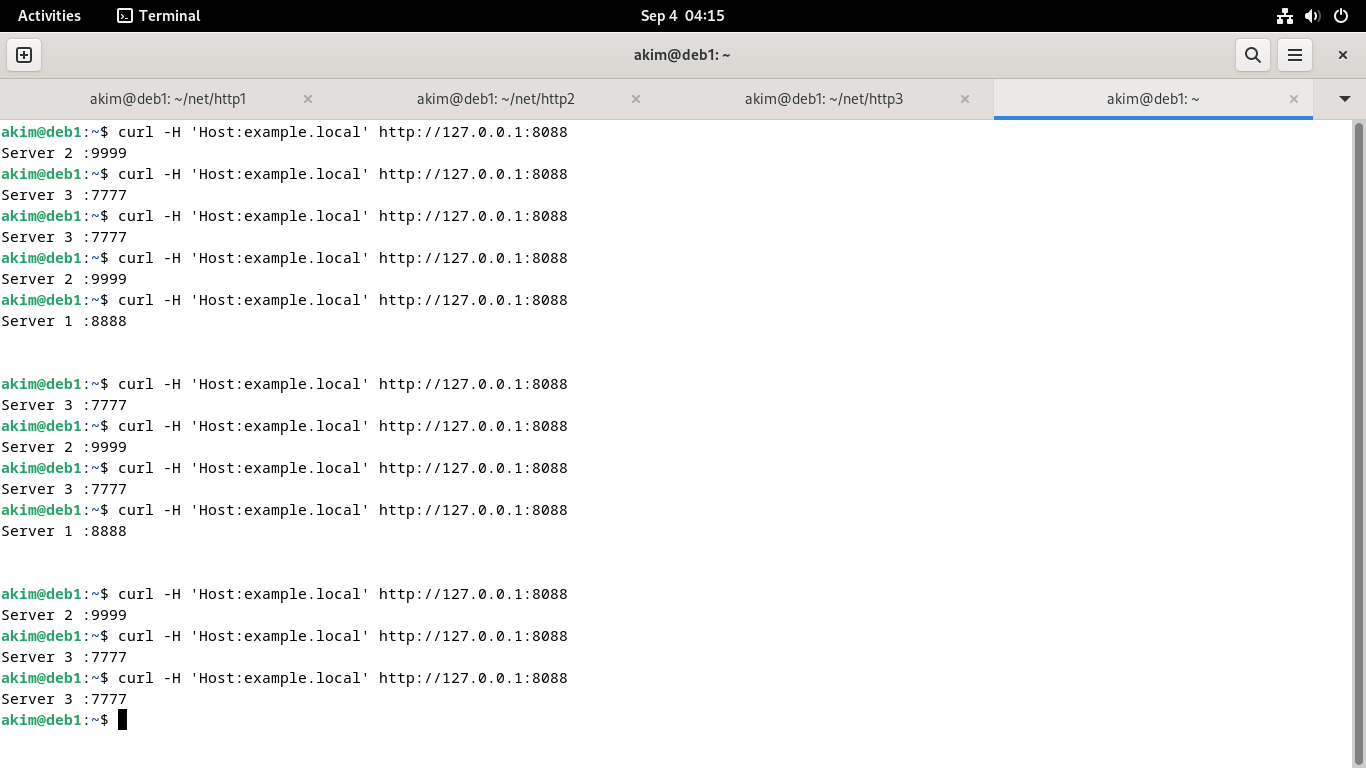 Activities Terminal Sep 4 04:15
akim@deb1: ~
akim@deb1: ~/net/http1 akim@deb1: ~/net/http2 akim@deb1: ~/net/http3 akim@deb1: ~
akim@deb1:~$ curl -H 'Host:example.local' http://127.0.0.1:8088
Server 2 :9999
akim@deb1:~$ curl -H 'Host:example.local' http://127.0.0.1:8088
Server 3 :7777
akim@deb1:~$ curl -H 'Host:example.local' http://127.0.0.1:8088
Server 3 :7777
akim@deb1:~$ curl -H 'Host:example.local' http://127.0.0.1:8088
Server 2 :9999
akim@deb1:~$ curl -H 'Host:example.local' http://127.0.0.1:8088
Server 1 :8888
akim@deb1:~$ curl -H 'Host:example.local' http://127.0.0.1:8088
Server 3 :7777
akim@deb1:~$ curl -H 'Host:example.local' http://127.0.0.1:8088
Server 2 :9999
akim@deb1:~$ curl -H 'Host:example.local' http://127.0.0.1:8088
Server 3 :7777
akim@deb1:~$ curl -H 'Host:example.local' http://127.0.0.1:8088
Server 1 :8888
akim@deb1:~$ curl -H 'Host:example.local' http://127.0.0.1:8088
Server 2 :9999
akim@deb1:~$ curl -H 'Host:example.local' http://127.0.0.1:8088
Server 3 :7777
akim@deb1:~$ curl -H 'Host:example.local' http://127.0.0.1:8088
Server 3 :7777
akim@deb1:~$